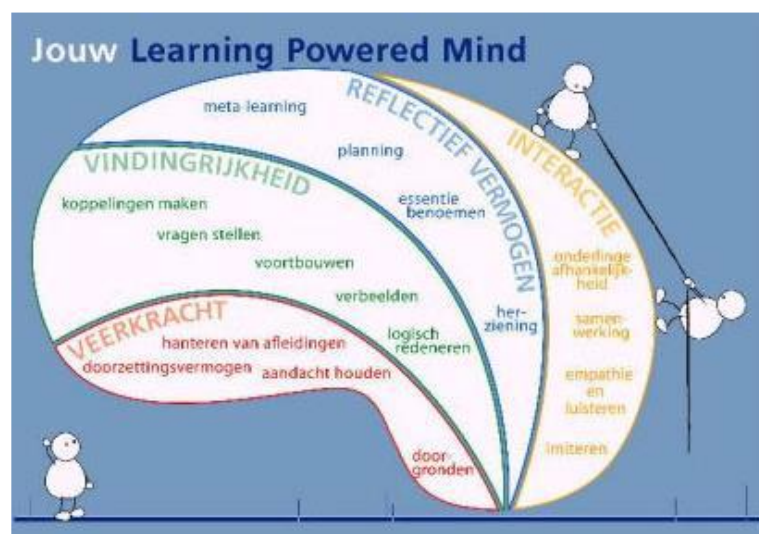 Jouw Learning Powered Mind
REFLECTIEF VERMOGEN
meta-learning
planning
essentie
benoemen
her-
ziening
VINDINGRIJKHEID
koppelingen maken
vragen stellen
voortbouwen
verbeelden
logisch
redeneren
VEERKRACHT
hanteren van afleidingen
doorzettingsvermogen
aandacht houden
door-
gronden
INTERACTIE
onderlinge
afhankelijk-
heid
samen-
werking
empathie
en
luisteren
imiteren